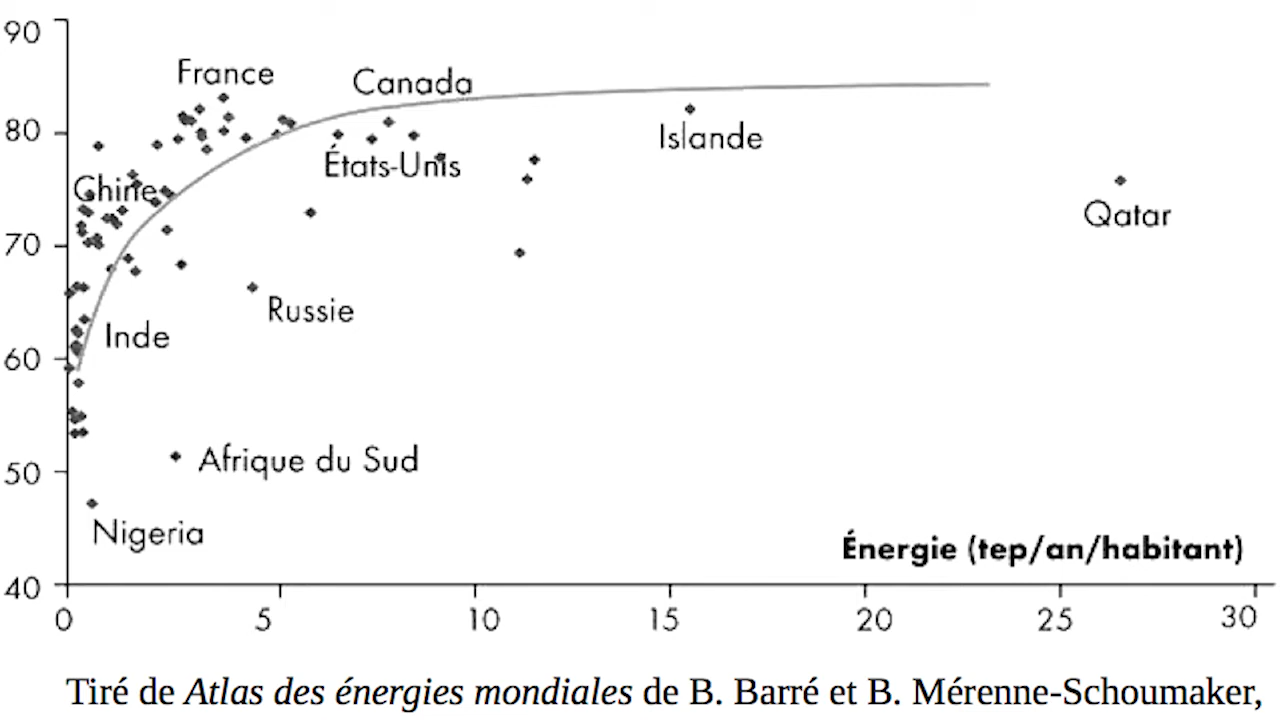 90
France
Canada
80
Islande
États-Unis
Chine
Qatar
70
Russie
Inde
60
Afrique du Sud
50
Nigeria
Énergie (tep/an/habitant)
40
0 5 10 15 20 25 30
Tiré de Atlas des énergies mondiales de B. Barré et B. Mérenne-Schoumaker,